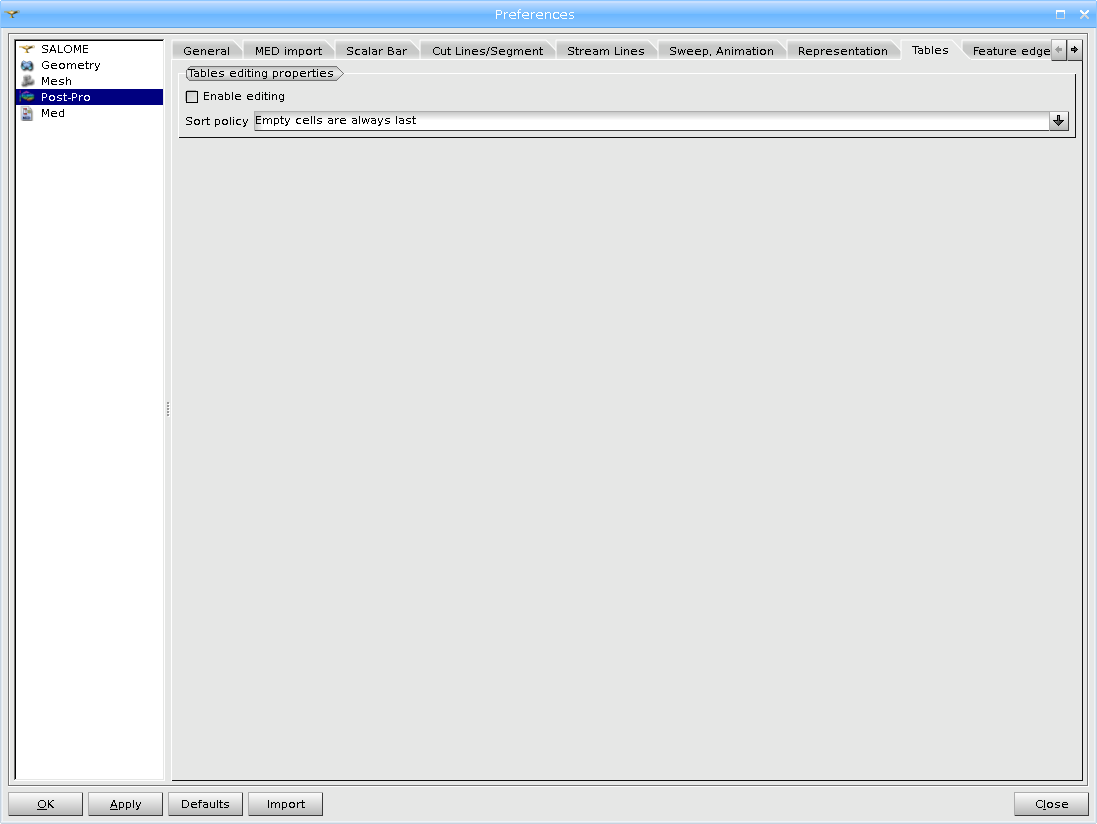 Preferences
SALOME
Geometry
Mesh
Post-Pro
Med
General MED import Scalar Bar Cut Lines/Segment Stream Lines Sweep, Animation Representation Tables Feature edge
Tables editing properties
Enable editing
Sort policy Empty cells are always last
OK Apply Defaults Import Close